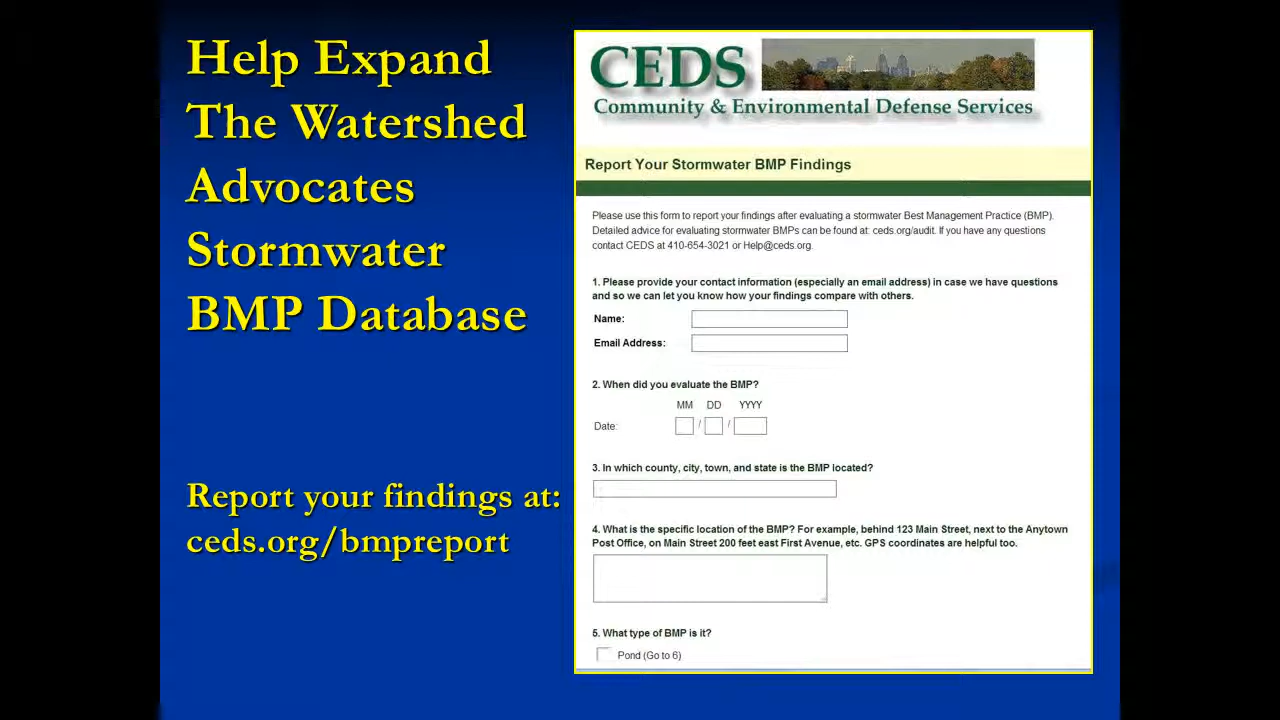 Help Expand
The Watershed
Advocates
Stormwater
BMP Database
Report your findings at:
ceds.org/bmpreport
CEDS
Community & Environmental Defense Services
Report Your Stormwater BMP Findings
Please use this form to report your findings after evaluating a stormwater Best Management Practice (BMP).
Detailed advice for evaluating stormwater BMPs can be found at: ceds.org/audit. If you have any questions
contact CEDS at 410-654-3021 or Help@ceds.org.
1. Please provide your contact information (especially an email address) in case we have questions
and so we can let you know how your findings compare with others.
Name:
Email Address:
2. When did you evaluate the BMP?
MM DD YYYY
Date: / /
3. In which county, city, town, and state is the BMP located?
4. What is the specific location of the BMP? For example, behind 123 Main Street, next to the Anytown
Post Office, on Main Street 200 feet east First Avenue, etc. GPS coordinates are helpful too.
5. What type of BMP is it?
Pond (Go to 6)